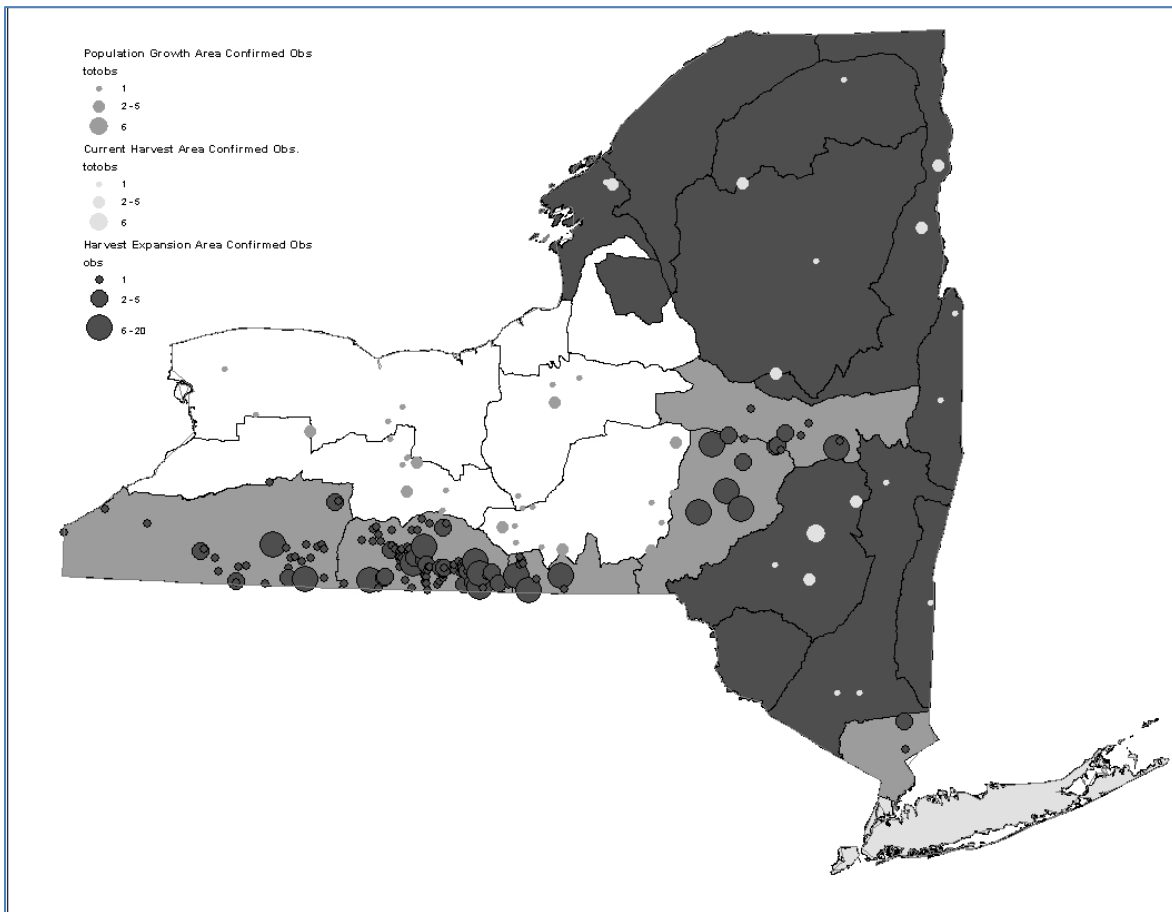 Population Growth Area Confirmed Obs
totobs
1
2 - 5
6
Current Harvest Area Confirmed Obs.
totobs
1
2 - 5
6
Harvest Expansion Area Confirmed Obs
obs
1
2 - 5
6 - 20